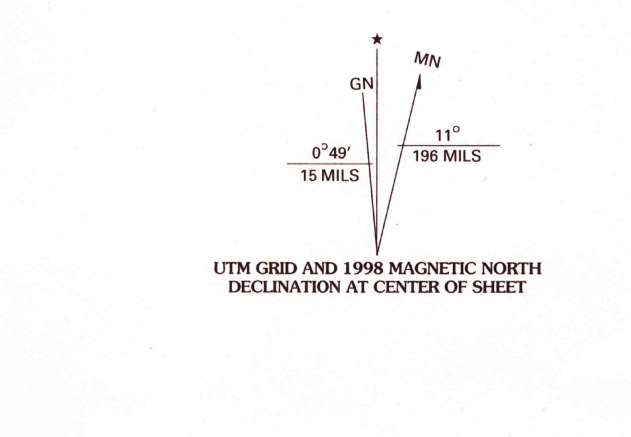 ★
MN
GN
11°
196 MILS
0°49′
15 MILS
UTM GRID AND 1998 MAGNETIC NORTH
DECLINATION AT CENTER OF SHEET